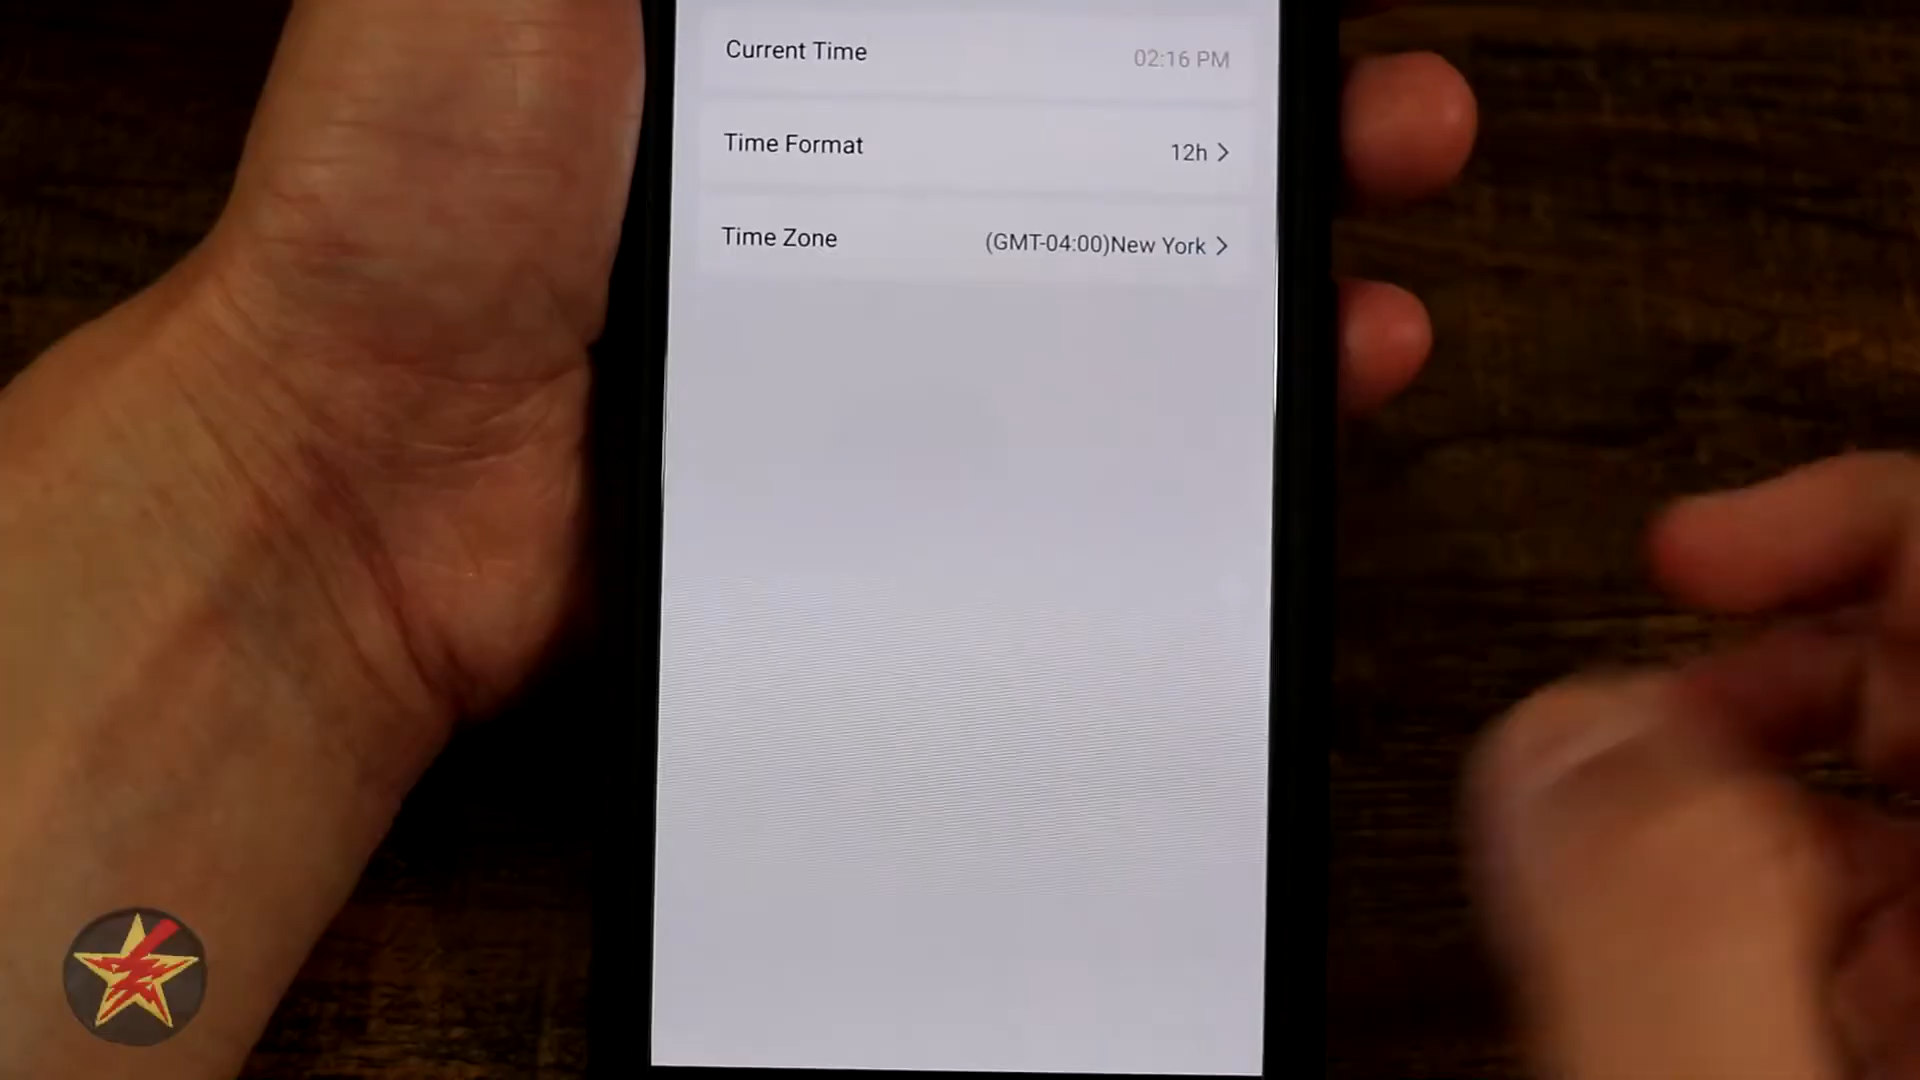 Current Time 02:16 PM
Time Format 12h
Time Zone (GMT-04:00)New York